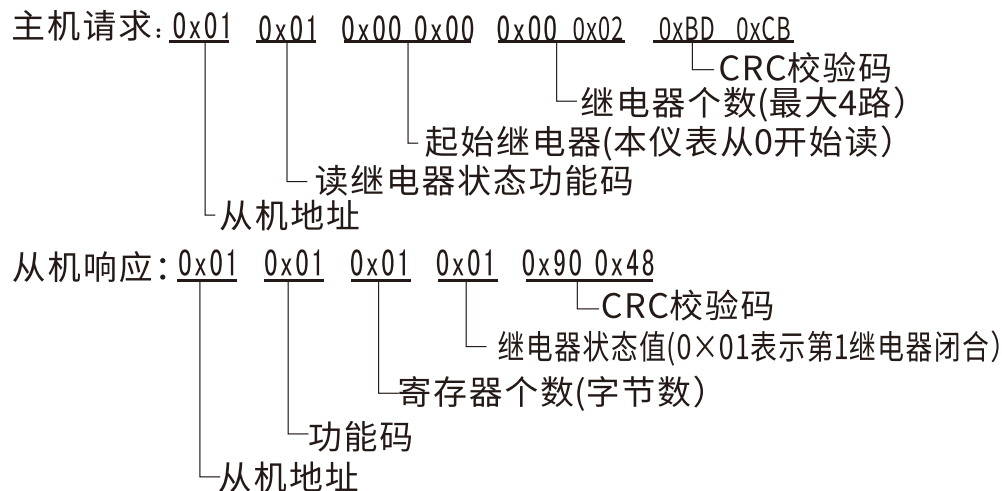 主机请求: 0x01 0x01 0x00 0x00 0x00 0x02 0xBD 0xCB
CRC校验码
继电器个数(最大4路）
起始继电器(本仪表从0开始读）
读继电器状态功能码
从机地址
从机响应: 0x01 0x01 0x01 0x01 0x90 0x48
CRC校验码
继电器状态值(0×01表示第1继电器闭合）
寄存器个数(字节数）
功能码
从机地址